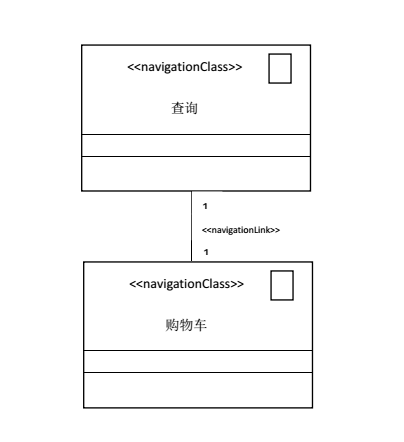 <<navigationClass>>
查询
1
<<navigationLink>>
1
<<navigationClass>>
购物车